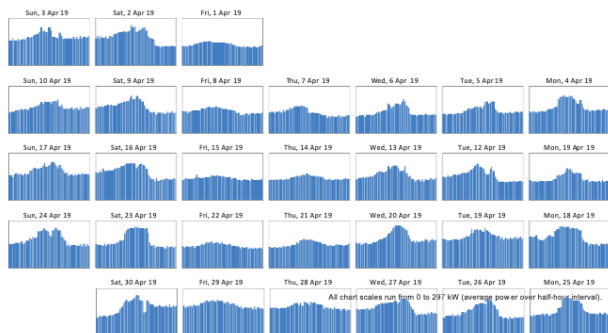 Sun, 3 Apr 19
Sat, 2 Apr 19
Fri, 1 Apr 19
Sun, 10 Apr 19
Sat, 9 Apr 19
Fri, 8 Apr 19
Thu, 7 Apr 19
Wed, 6 Apr 19
Tue, 5 Apr 19
Mon, 4 Apr 19
Sun, 17 Apr 19
Sat, 16 Apr 19
Fri, 15 Apr 19
Thu, 14 Apr 19
Wed, 13 Apr 19
Tue, 12 Apr 19
Mon, 19 Apr 19
Sun, 24 Apr 19
Sat, 23 Apr 19
Fri, 22 Apr 19
Thu, 21 Apr 19
Wed, 20 Apr 19
Tue, 19 Apr 19
Mon, 18 Apr 19
Sat, 30 Apr 19
Fri, 29 Apr 19
Thu, 28 Apr 19
Wed, 27 Apr 19
Tue, 26 Apr 19
Mon, 25 Apr 19
All chart scales run from 0 to 297 kW (average power over half-hour interval).